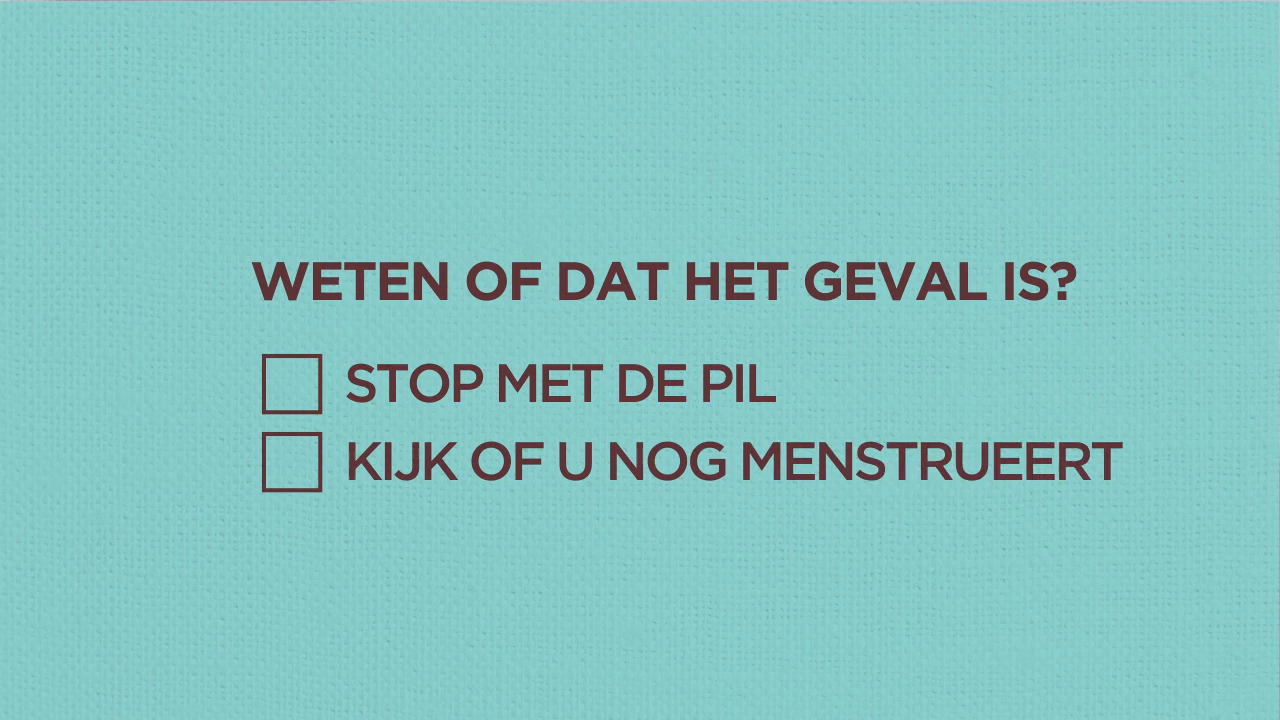 WETEN OF DAT HET GEVAL IS?
STOP MET DE PIL
KIJK OF U NOG MENSTRUEERT